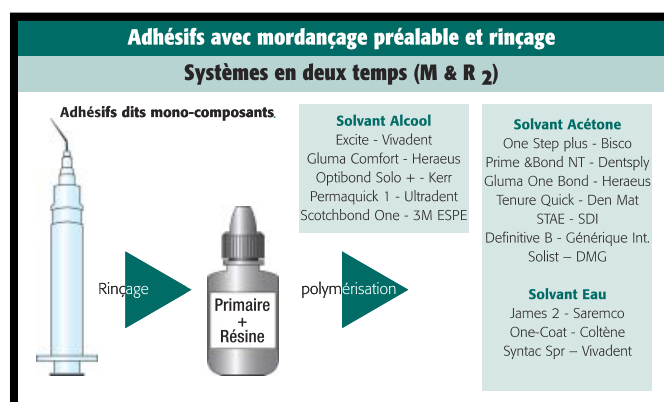 Adhésifs avec mordançage préalable et rinçage
Systèmes en deux temps (M & R 2)
Adhésifs dits mono-composants.
Rinçage
Primaire
+
Résine
polymérisation
Solvant Alcool
Excite - Vivadent
Gluma Comfort - Heraeus
Optibond Solo + - Kerr
Permaquick 1 - Ultradent
Scotchbond One - 3M ESPE
Solvant Acétone
One Step plus - Bisco
Prime &Bond NT - Dentsply
Gluma One Bond - Heraeus
Tenure Quick - Den Mat
STAE - SDI
Definitive B - Générique Int.
Solist – DMG
Solvant Eau
James 2 - Saremco
One-Coat - Coltène
Syntac Spr – Vivadent